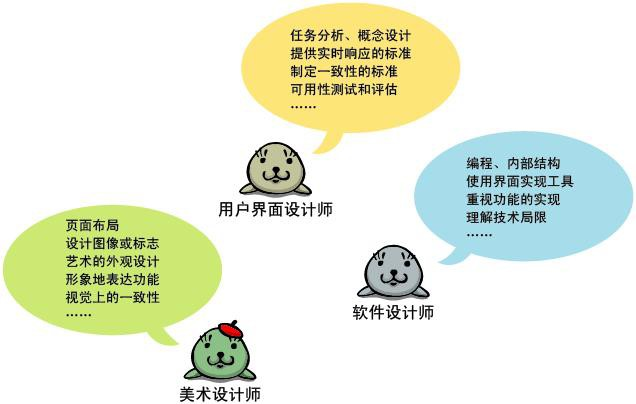 任务分析、概念设计
提供实时响应的标准
制定一致性的标准
可用性测试和评估
……
用户界面设计师
编程、内部结构
使用界面实现工具
重视功能的实现
理解技术局限
……
软件设计师
页面布局
设计图像或标志
艺术的外观设计
形象地表达功能
视觉上的一致性
……
美术设计师